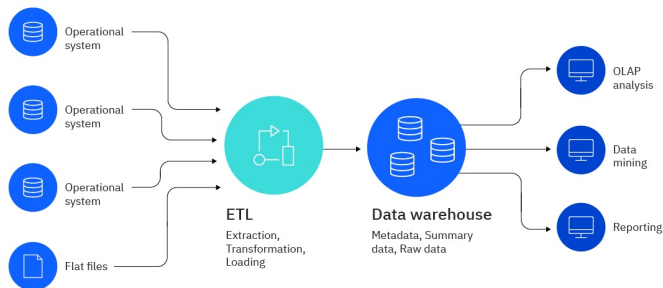 Operational
system
Operational
system
Operational
system
Flat files
ETL
Extraction,
Transformation,
Loading
Data warehouse
Metadata, Summary
data, Raw data
OLAP
analysis
Data
mining
Reporting